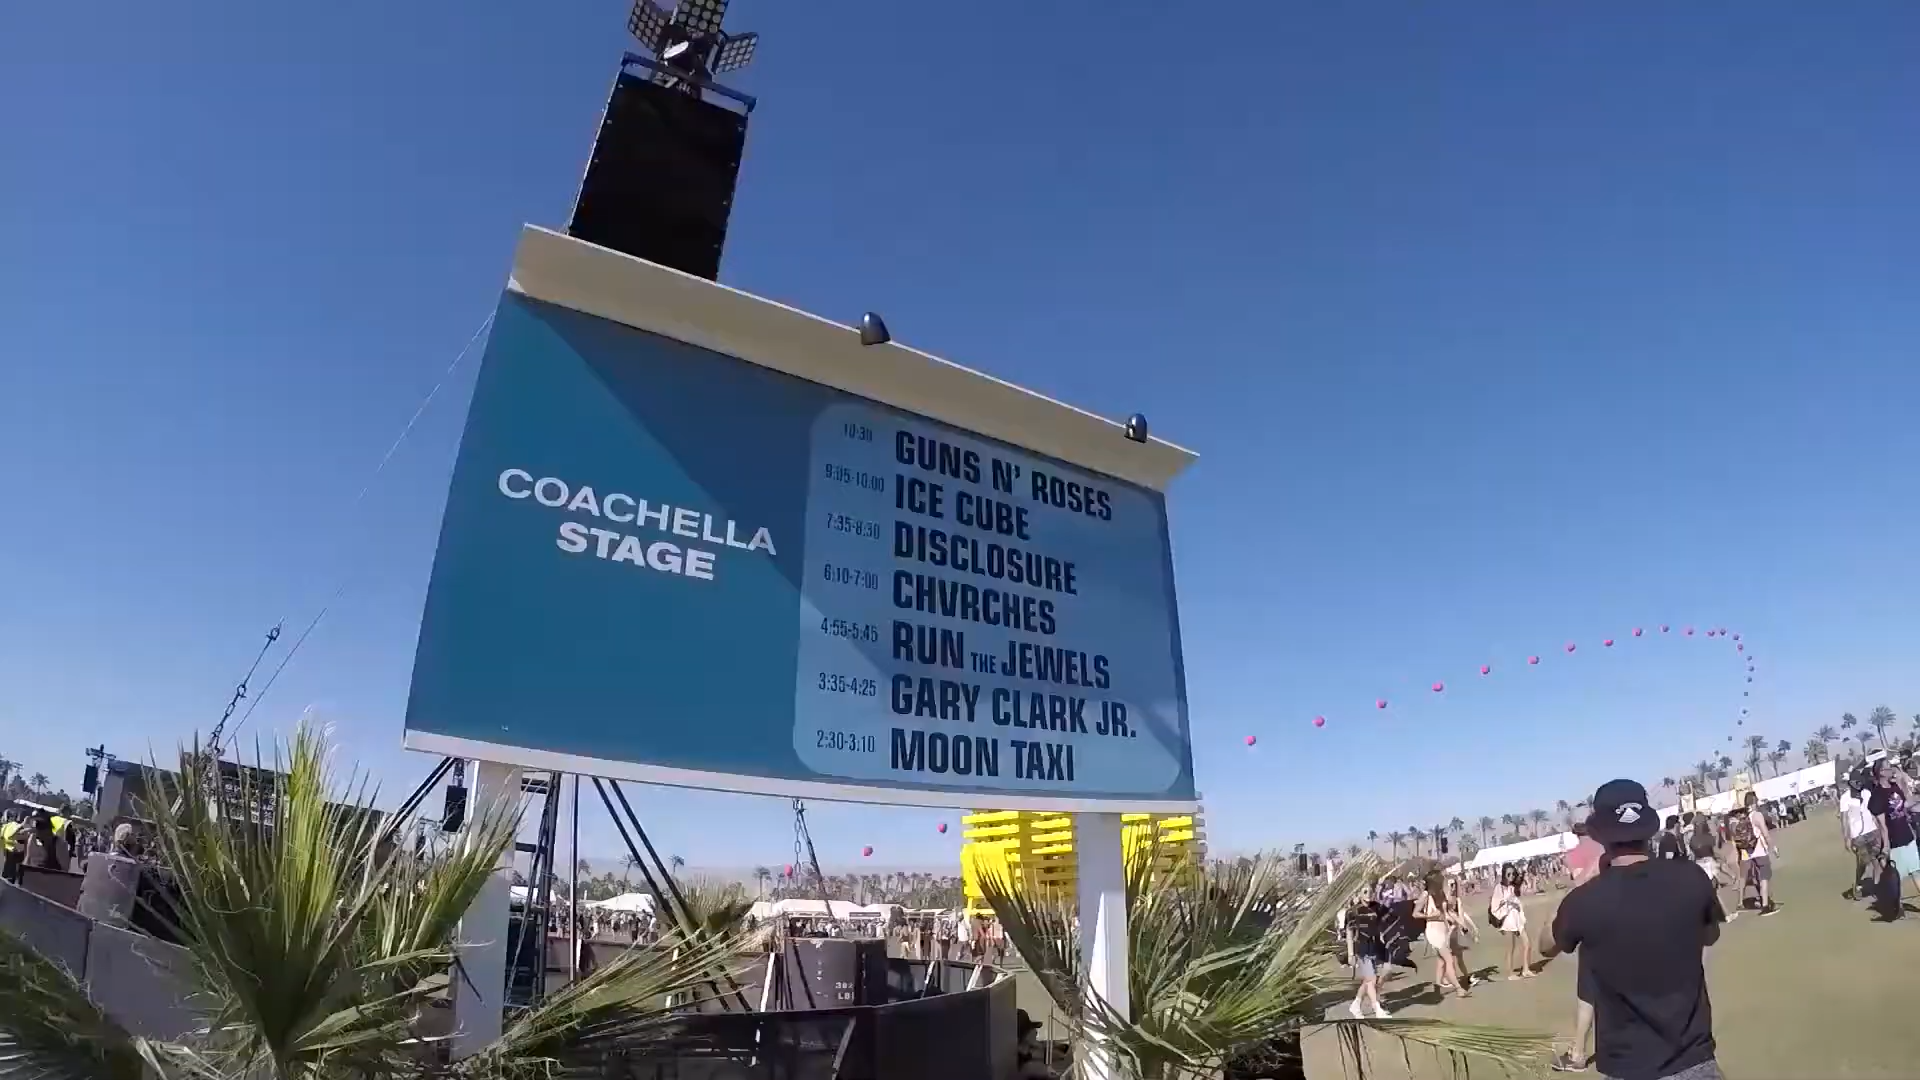 COACHELLA
STAGE
10:30 GUNS N' ROSES
9:05-10:00 ICE CUBE
7:35-8:30 DISCLOSURE
6:10-7:00 CHVRCHES
4:55-5:45 RUN THE JEWELS
3:35-4:25 GARY CLARK JR.
2:30-3:10 MOON TAXI